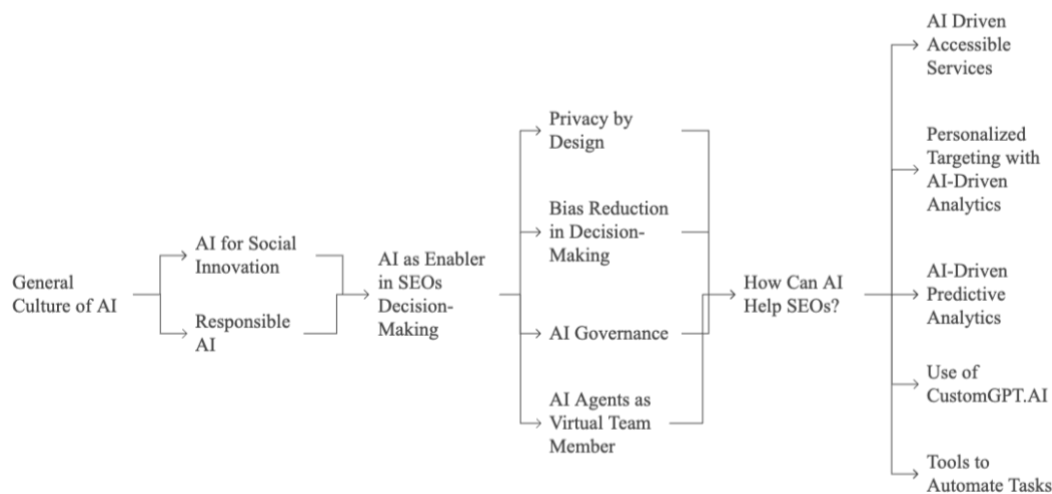 General
Culture of AI
AI for Social
Innovation
Responsible
AI
AI as Enabler
in SEOs
Decision-
Making
Privacy by
Design
Bias Reduction
in Decision-
Making
AI Governance
AI Agents as
Virtual Team
Member
How Can AI
Help SEOs?
AI Driven
Accessible
Services
Personalized
Targeting with
AI-Driven
Analytics
AI-Driven
Predictive
Analytics
Use of
CustomGPT.AI
Tools to
Automate Tasks